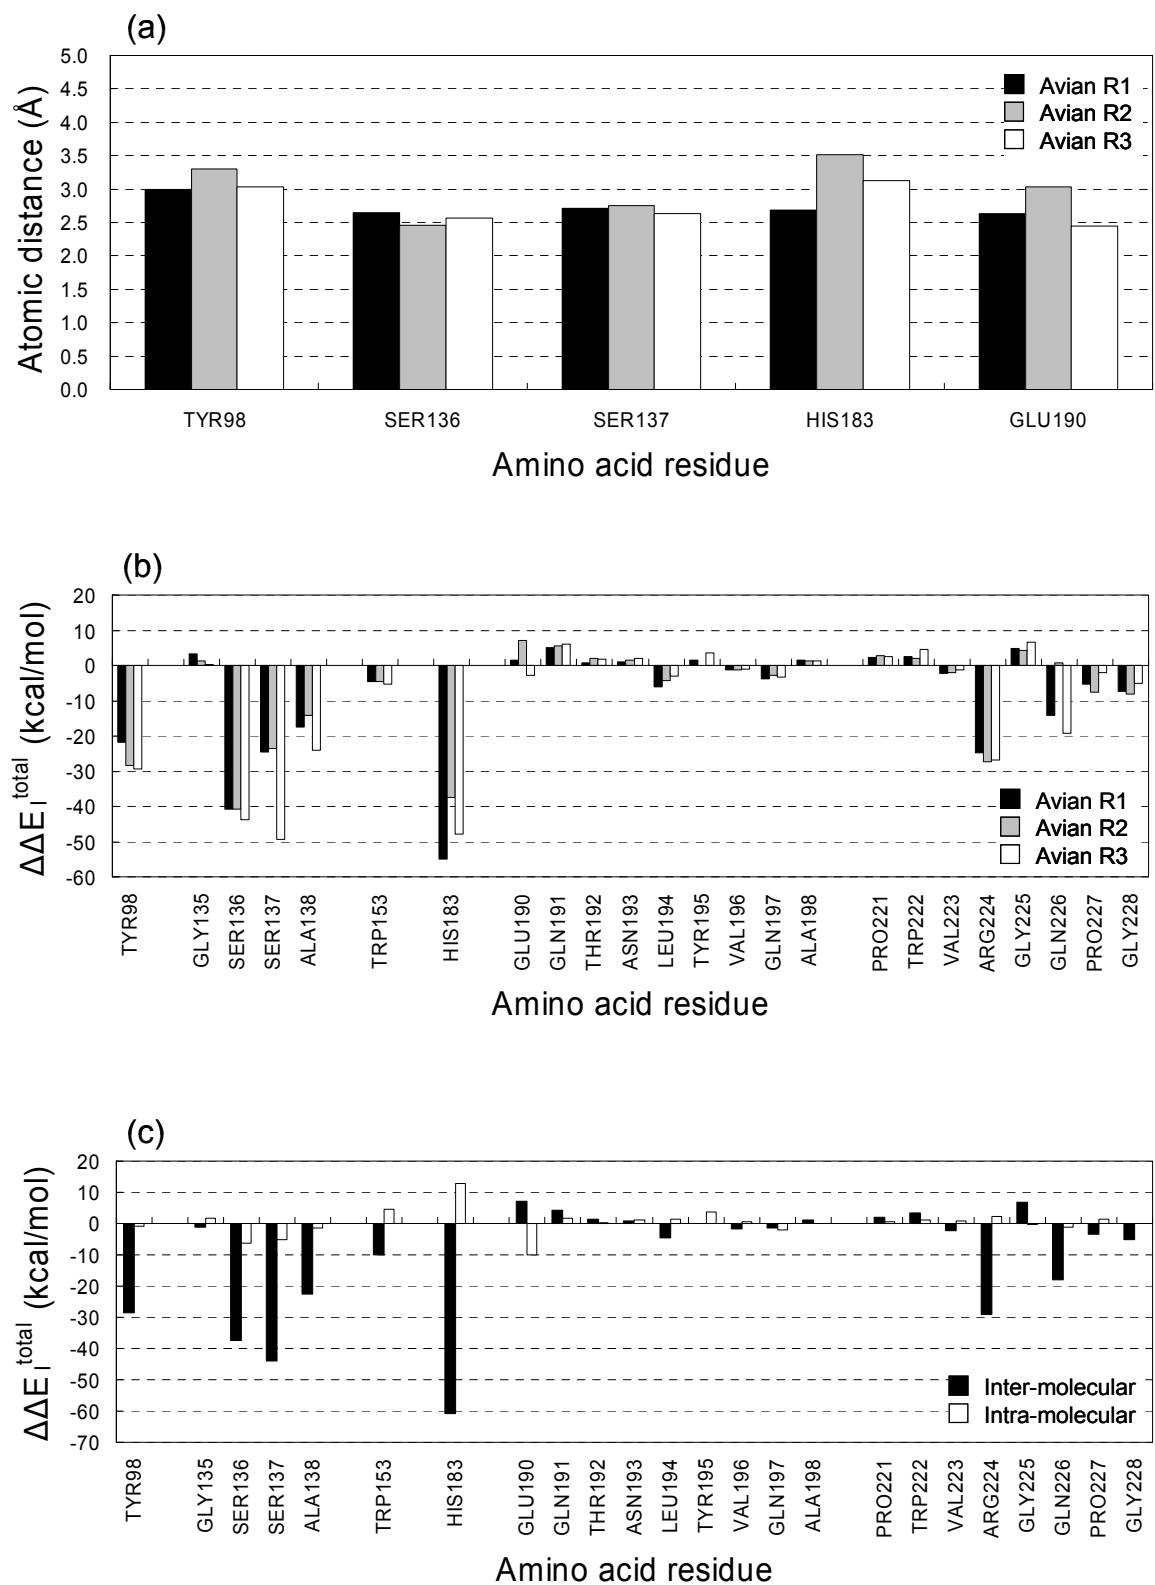 (a)
Atomic distance (Å)
5.0
4.5
4.0
3.5
3.0
2.5
2.0
1.5
1.0
0.5
0.0
Avian R1
Avian R2
Avian R3
TYR98 SER136 SER137 HIS183 GLU190
Amino acid residue
(b)
ΔΔE I total (kcal/mol)
20
10
0
-10
-20
-30
-40
-50
-60
Avian R1
Avian R2
Avian R3
TYR98 GLY135 SER136 SER137 ALA138 TRP153 HIS183 GLU190 GLN191 THR192 ASN193 LEU194 TYR195 VAL196 GLN197 ALA198 PRO221 TRP222 VAL223 ARG224 GLY225 GLN226 PRO227 GLY228
Amino acid residue
(c)
ΔΔE I total (kcal/mol)
20
10
0
-10
-20
-30
-40
-50
-60
-70
Inter-molecular
Intra-molecular
TYR98 GLY135 SER136 SER137 ALA138 TRP153 HIS183 GLU190 GLN191 THR192 ASN193 LEU194 TYR195 VAL196 GLN197 ALA198 PRO221 TRP222 VAL223 ARG224 GLY225 GLN226 PRO227 GLY228
Amino acid residue